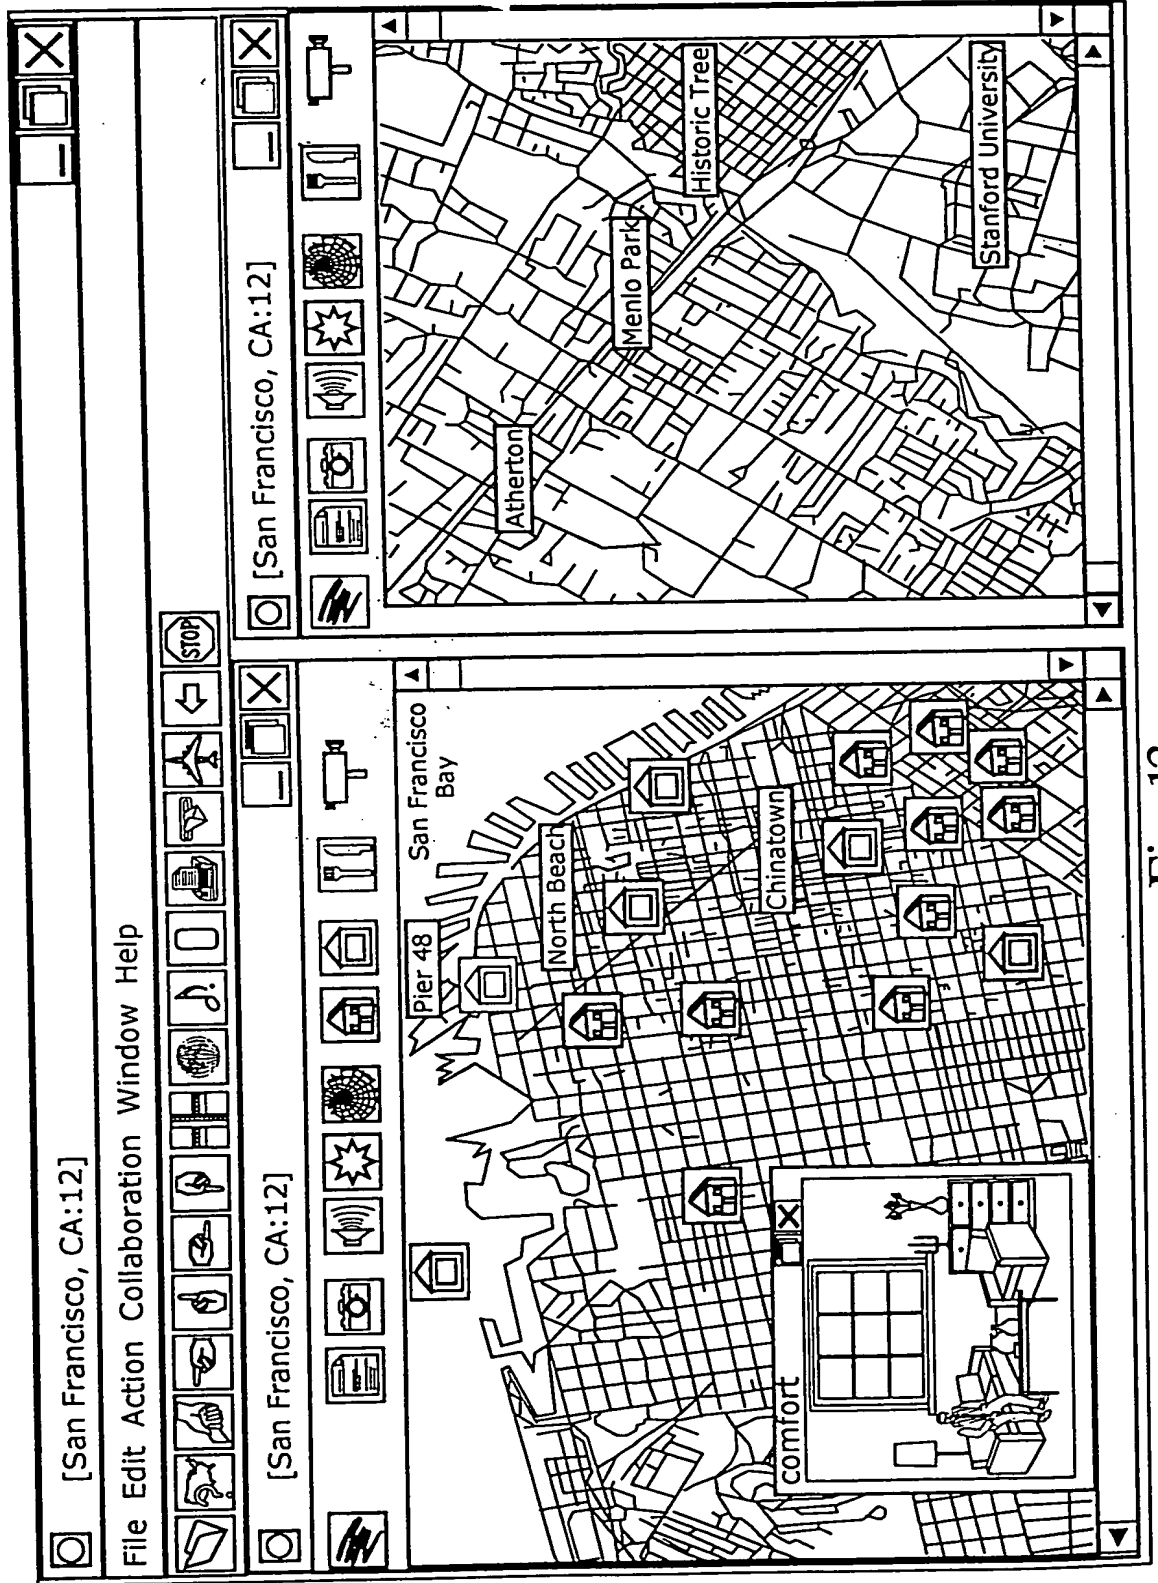 [San Francisco, CA:12]
File Edit Action Collaboration Window Help
STOP
[San Francisco, CA:12]
Pier 48
San Francisco
Bay
North Beach
Chinatown
comfort
[San Francisco, CA:12]
Atherton
Menlo Park
Historic Tree
Stanford University